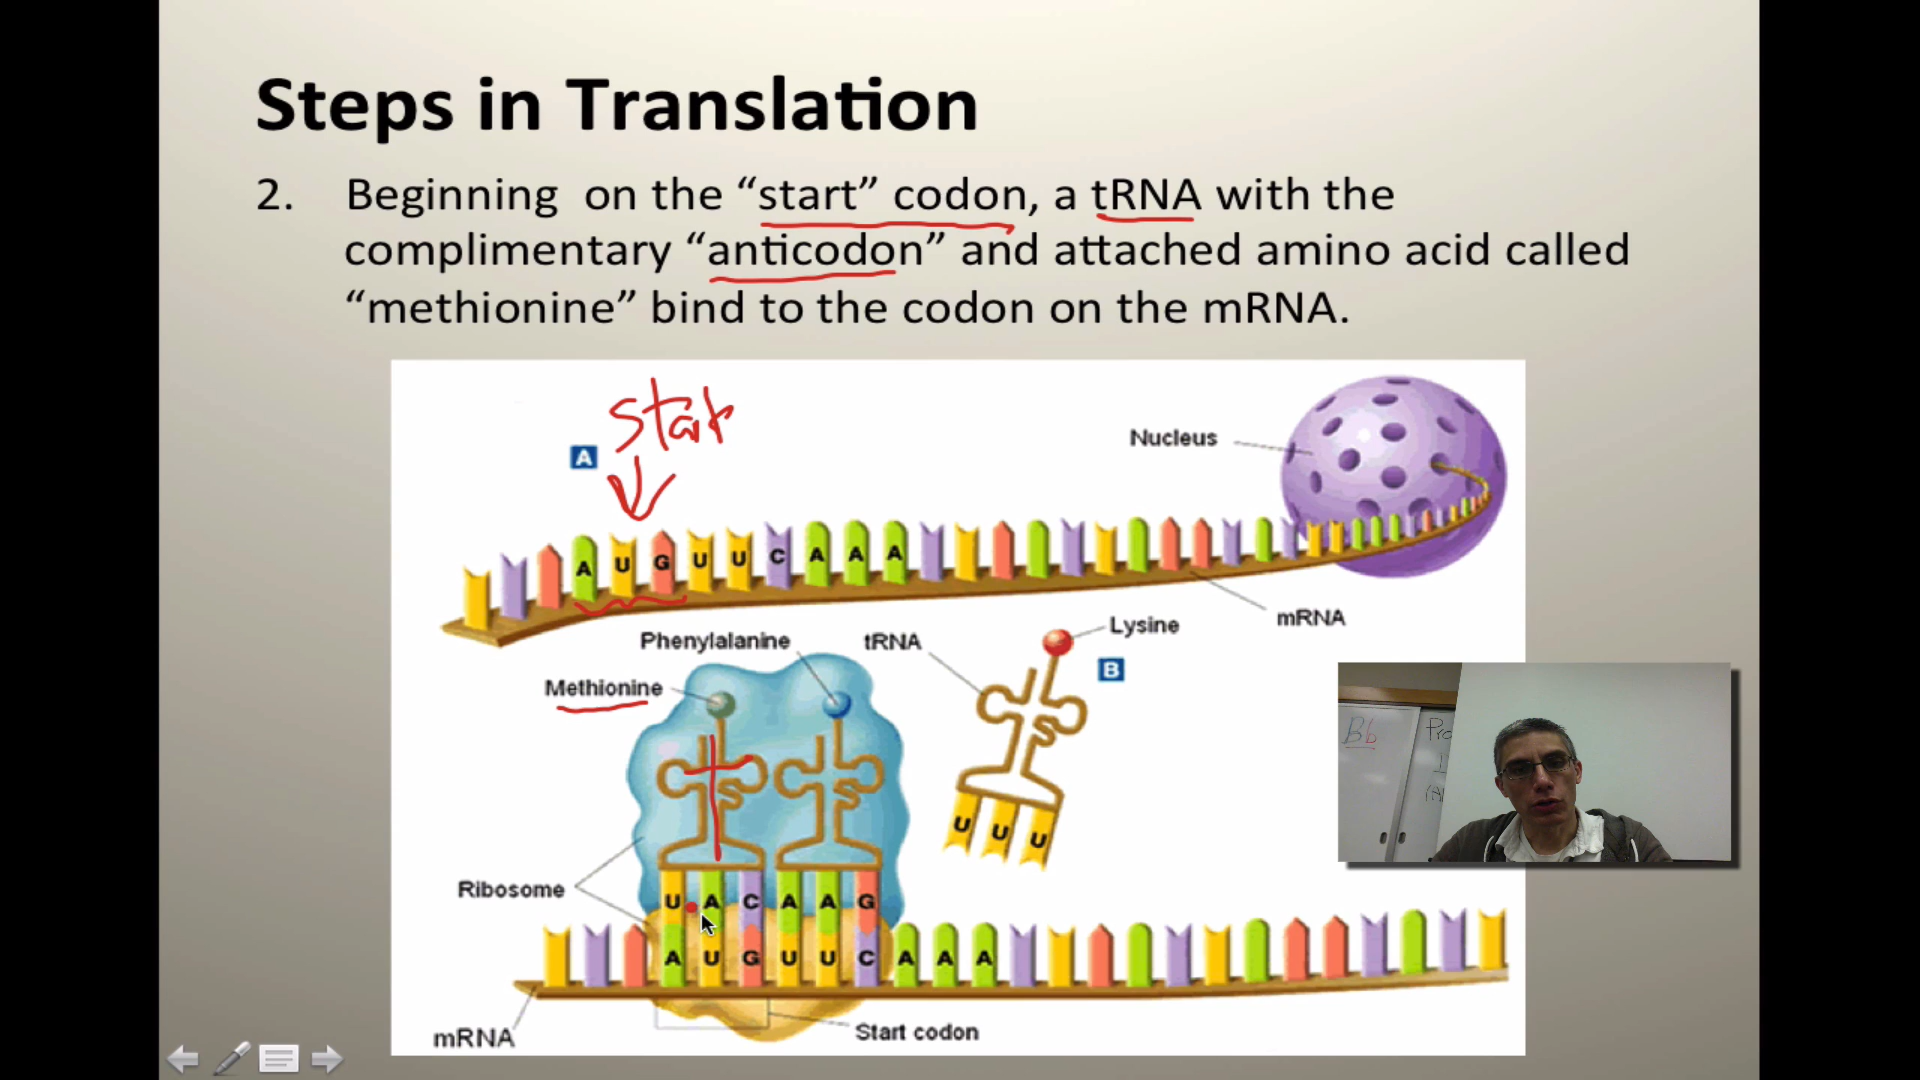 Steps in Translation
2. Beginning on the “start” codon, a tRNA with the
complimentary “anticodon” and attached amino acid called
“methionine” bind to the codon on the mRNA.
Start
A
Nucleus
A U G U U C A A A
mRNA
Phenylalanine
tRNA
Lysine
B
Methionine
Bb
U U U
Ribosome
U A C A A G
A U G U U C A A A
mRNA
Start codon